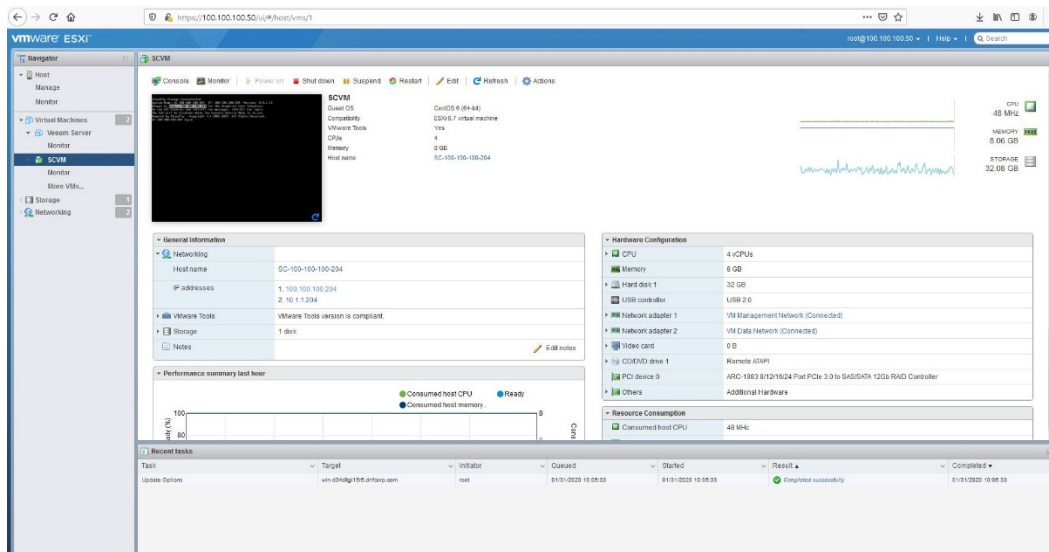 https://100.100.100.50/ui/#/host/vms/1
vmware ESXi
root@100.100.100.50
Help
Search
Navigator
Host
Manage
Monitor
Virtual Machines 2
Veeam Server
Monitor
SCVM
Monitor
More VMs...
Storage 1
Networking 2
SCVM
Console
Monitor
Power on
Shut down
Suspend
Restart
Edit
Refresh
Actions
SCVM
Guest OS CentOS 6 (64-bit)
Compatibility ESXi 6.7 virtual machine
VMware Tools Yes
CPUs 4
Memory 8 GB
Host name SC-100-100-100-204
CPU
48 MHz
MEMORY
8.06 GB
STORAGE
32.08 GB
General Information
Networking
Host name SC-100-100-100-204
IP addresses 1. 100.100.100.204
2. 10.1.1.204
VMware Tools VMware Tools version is compliant.
Storage 1 disk
Notes Edit notes
Performance summary last hour
Consumed host CPU
Ready
Consumed host memory...
100
80
8
Hardware Configuration
CPU 4 vCPUs
Memory 8 GB
Hard disk 1 32 GB
USB controller USB 2.0
Network adapter 1 VM Management Network (Connected)
Network adapter 2 VM Data Network (Connected)
Video card 0 B
CD/DVD drive 1 Remote ATAPI
PCI device 0 ARC-1883 8/12/16/24 Port PCIe 3.0 to SAS/SATA 12Gb RAID Controller
Others Additional Hardware
Resource Consumption
Consumed host CPU 48 MHz
Recent tasks
Task Target Initiator Queued Started Result Completed
Update Options root 01/31/2020 10:06:33 01/31/2020 10:06:33 Completed successfully 01/31/2020 10:06:33